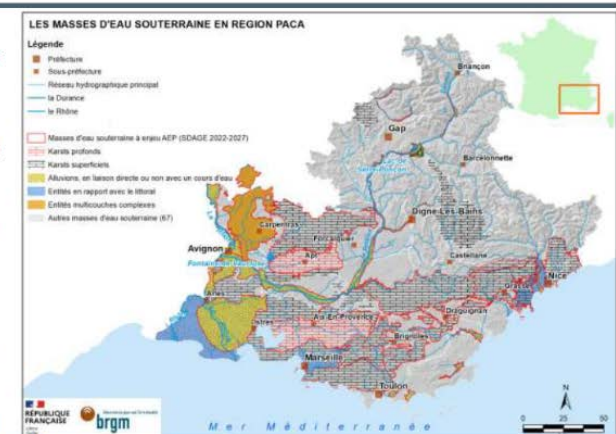 LES MASSES D'EAU SOUTERRAINE EN REGION PACA
Légende
Préfecture
Sous-préfecture
Réseau hydrographique principal
la Durance
le Rhône
Masses d'eau souterraine à enjeu AEP (SDAGE 2022-2027)
Karsts profonds
Karsts superficiels
Alluvions, en liaison directe ou non avec un cours d'eau
Entités en rapport avec le littoral
Entités multicouches complexes
Autres masses d'eau souterraine (67)
Briançon
Gap
Barcelonnette
Digne-Les-Bains
Carpentras
Forcalquier
Avignon
Apt
Castellane
Arles
Grasse
Nice
Istres
Aix-En-Provence
Draguignan
Brignoles
Marseille
Toulon
Mer Méditerranée
N
0 25 50
RÉPUBLIQUE
FRANÇAISE
brgm